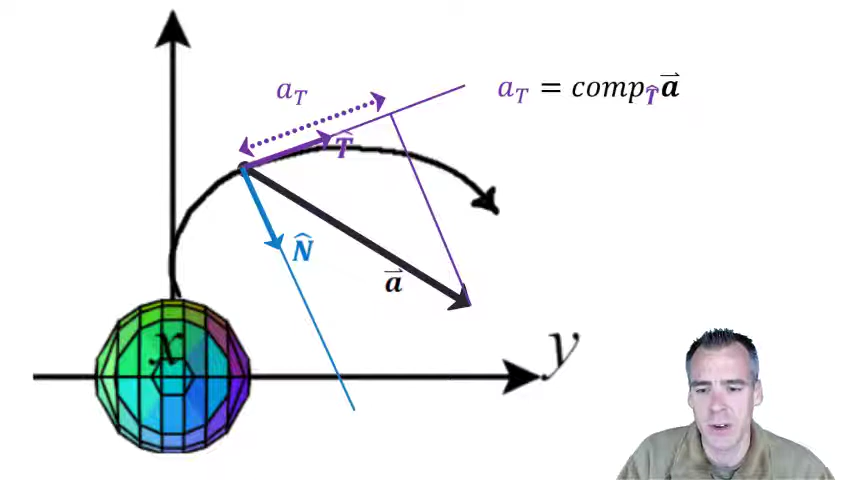 a_T
a_T = comp_T̂ a⃗
T̂
N̂
a⃗
x
y